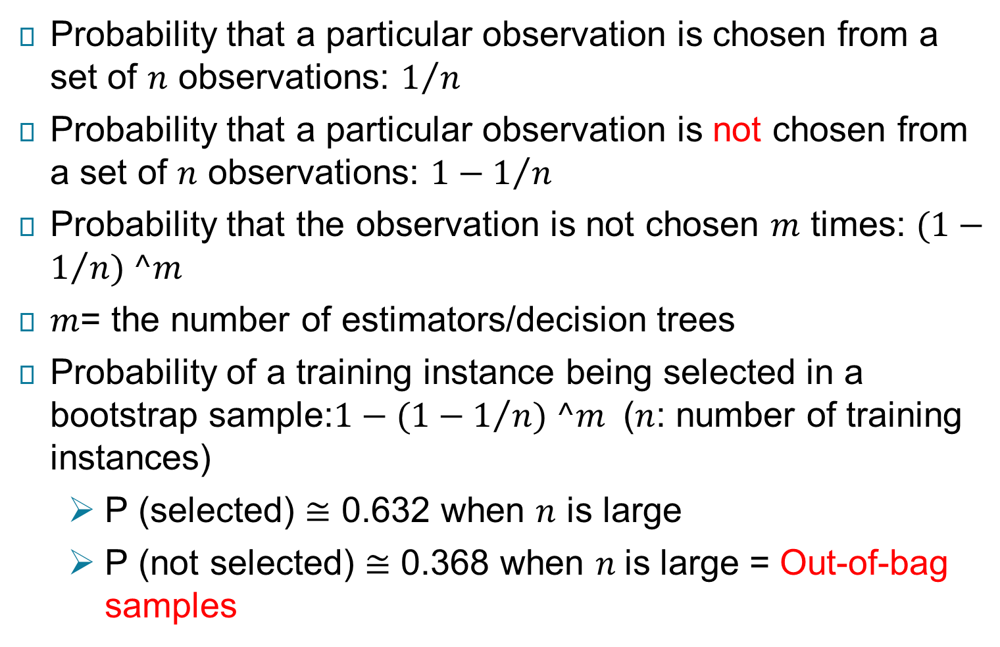 Probability that a particular observation is chosen from a
set of 𝑛 observations: 1/𝑛
Probability that a particular observation is not chosen from
a set of 𝑛 observations: 1 − 1/𝑛
Probability that the observation is not chosen 𝑚 times: (1 −
1/𝑛) ^𝑚
𝑚= the number of estimators/decision trees
Probability of a training instance being selected in a
bootstrap sample:1 − (1 − 1/𝑛) ^𝑚 (𝑛: number of training
instances)
P (selected) ≅ 0.632 when 𝑛 is large
P (not selected) ≅ 0.368 when 𝑛 is large = Out-of-bag
samples